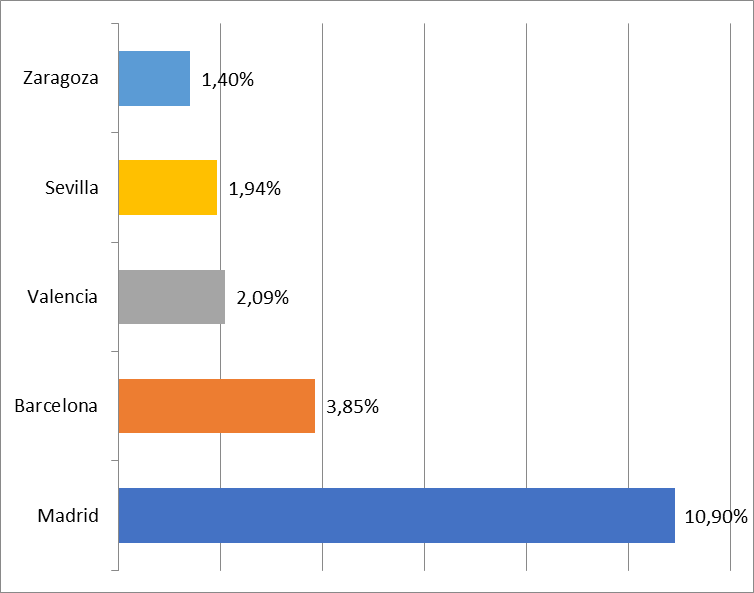 Zaragoza 1,40%
Sevilla 1,94%
Valencia 2,09%
Barcelona 3,85%
Madrid 10,90%